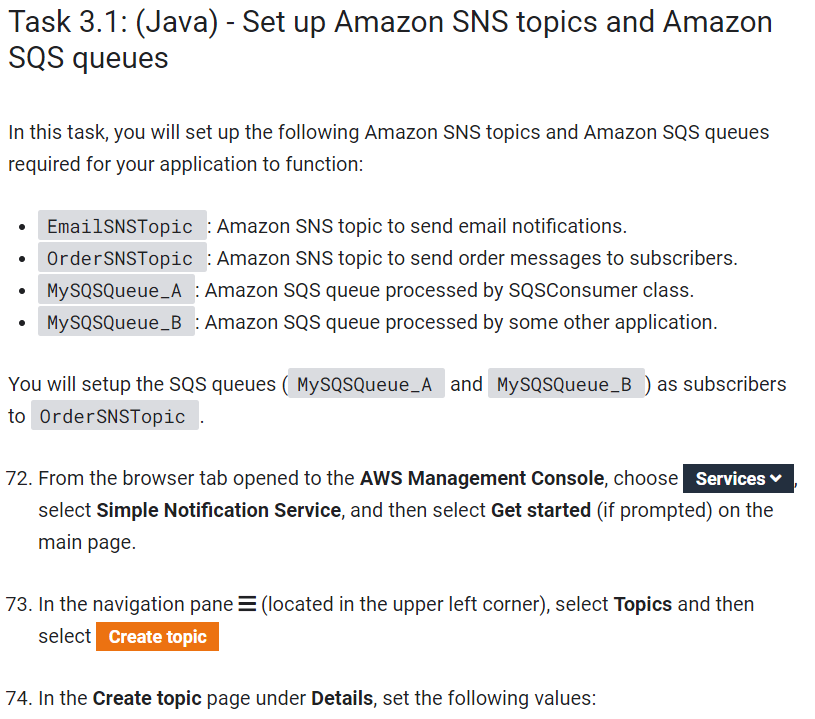 Task 3.1: (Java) - Set up Amazon SNS topics and Amazon
SQS queues
In this task, you will set up the following Amazon SNS topics and Amazon SQS queues
required for your application to function:
• EmailSNSTopic : Amazon SNS topic to send email notifications.
• OrderSNSTopic : Amazon SNS topic to send order messages to subscribers.
• MySQSQueue_A : Amazon SQS queue processed by SQSConsumer class.
• MySQSQueue_B : Amazon SQS queue processed by some other application.
You will setup the SQS queues ( MySQSQueue_A and MySQSQueue_B ) as subscribers
to OrderSNSTopic .
72. From the browser tab opened to the AWS Management Console, choose Services ,
select Simple Notification Service, and then select Get started (if prompted) on the
main page.
73. In the navigation pane ☰ (located in the upper left corner), select Topics and then
select Create topic
74. In the Create topic page under Details, set the following values: